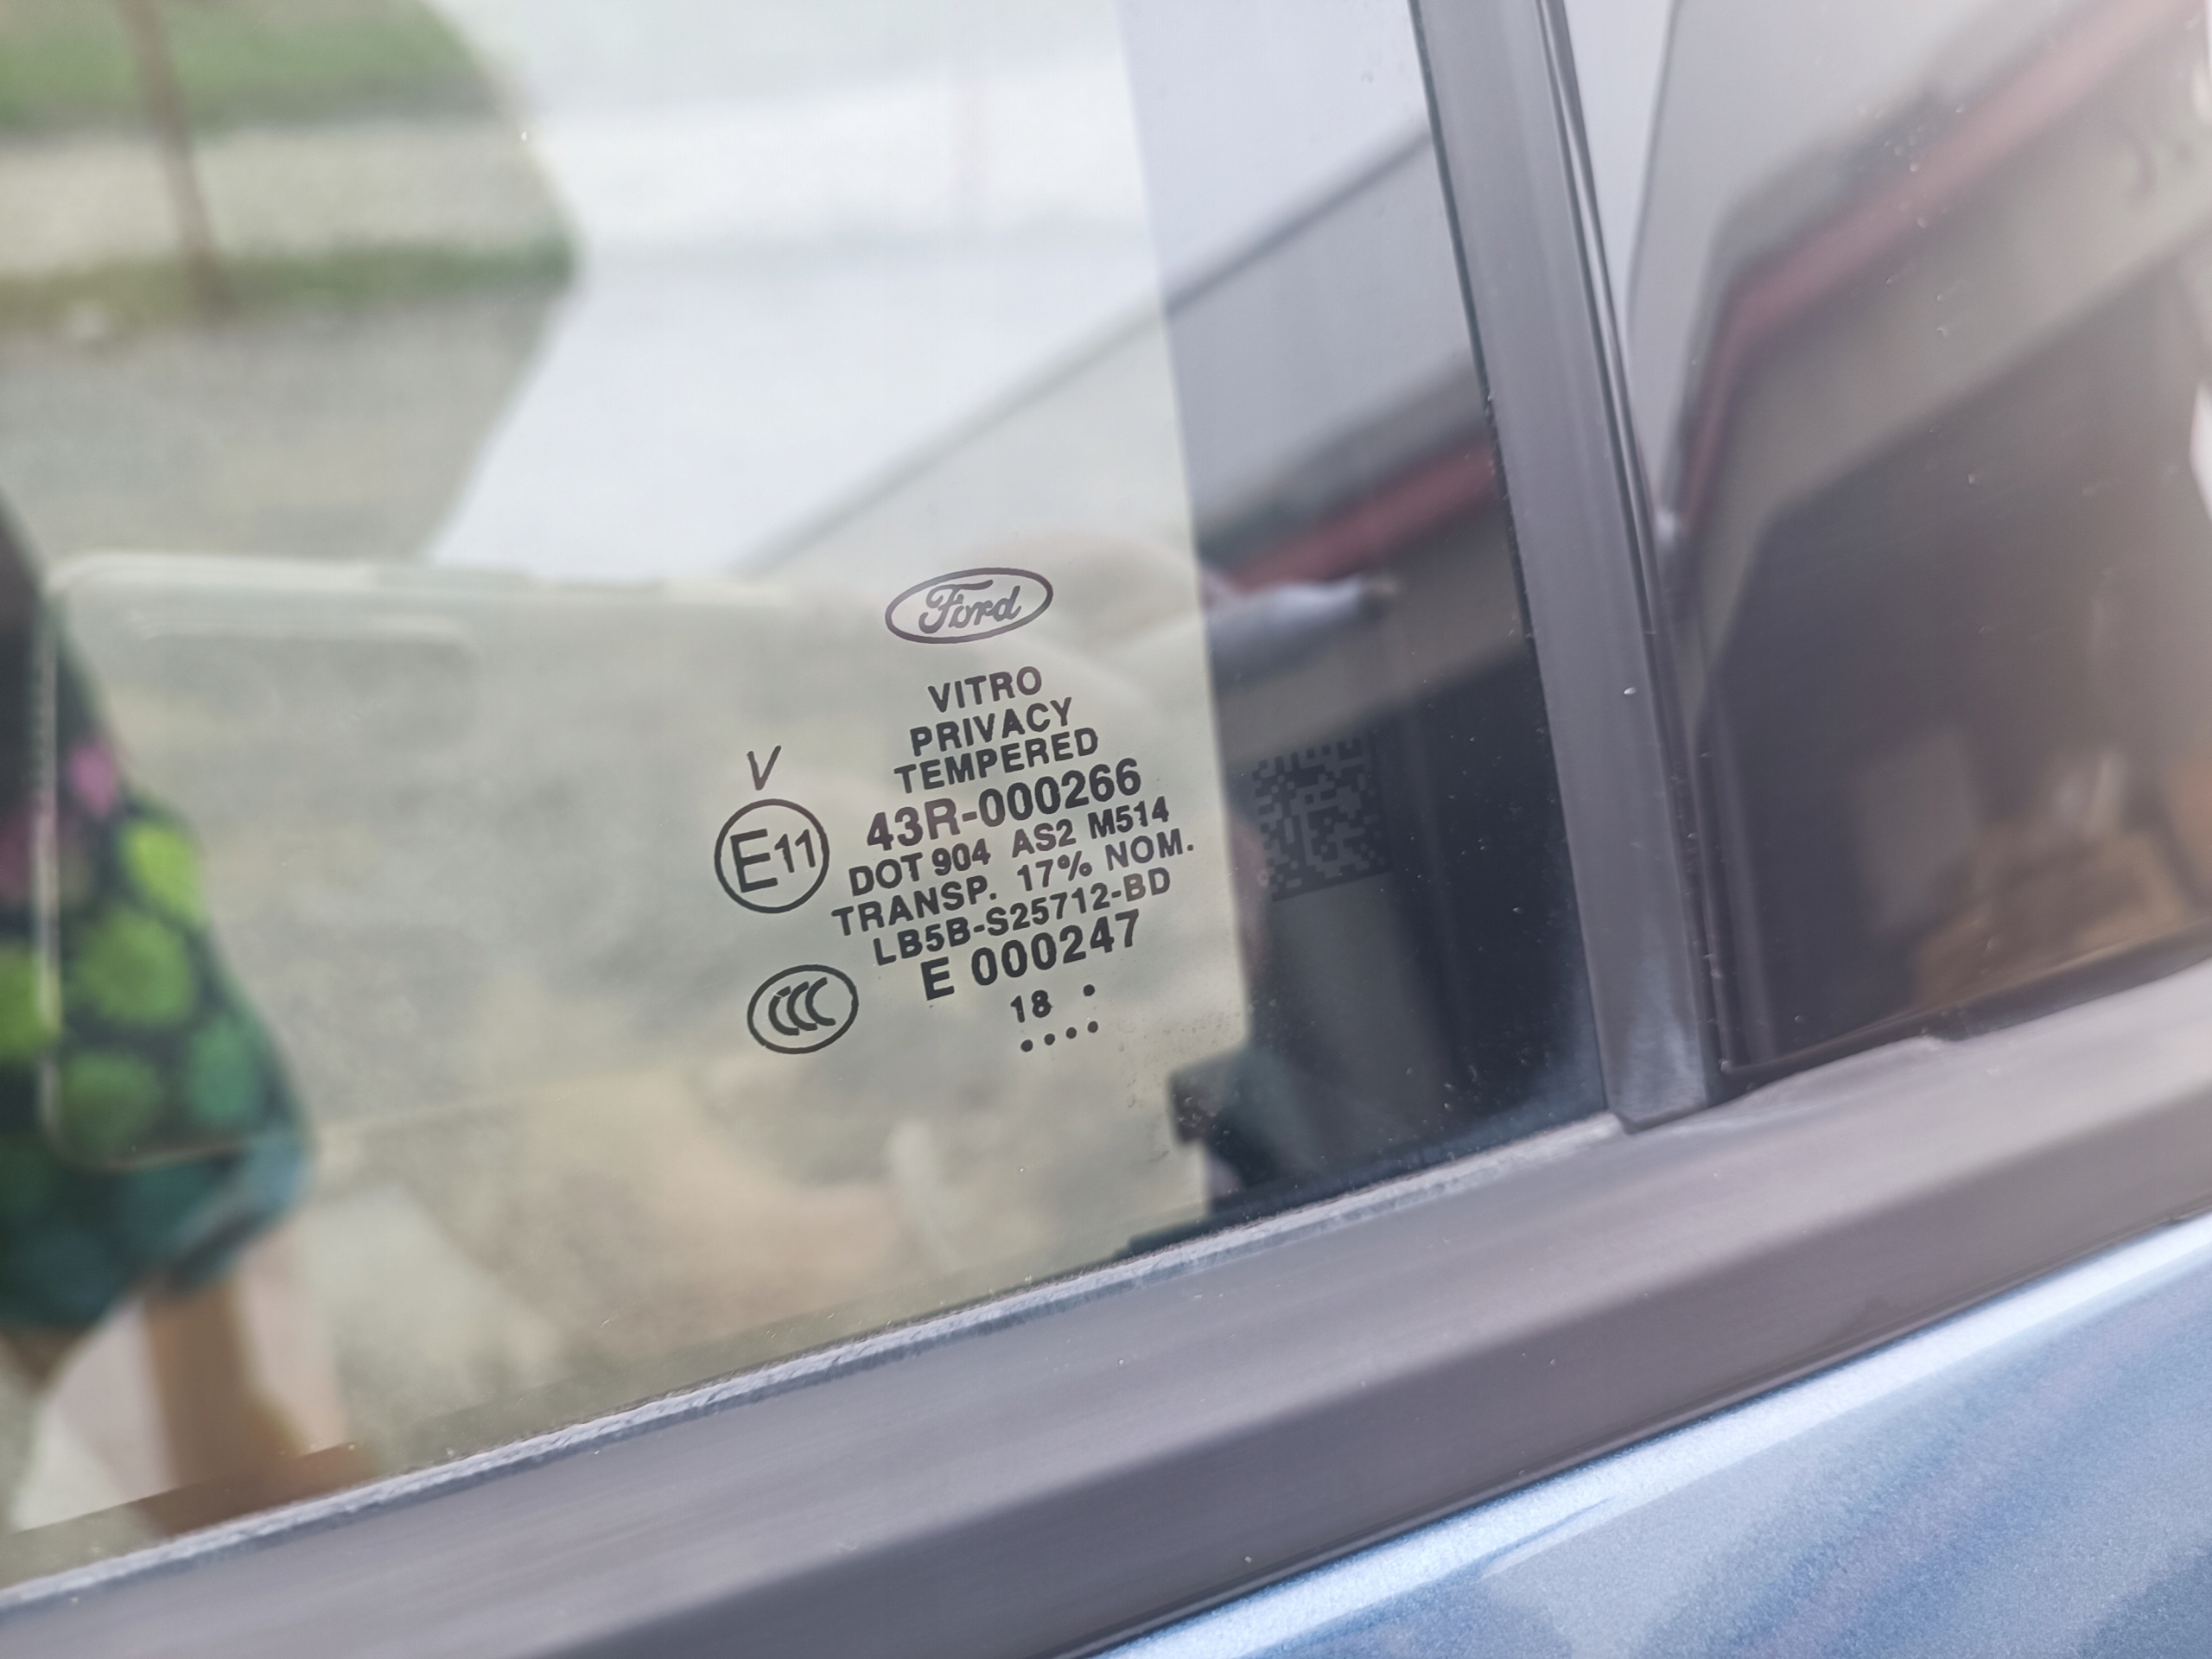 Ford
VITRO
PRIVACY
TEMPERED
V
E11
43R-000266
DOT 904 AS2 M514
TRANSP. 17% NOM.
LB5B-S25712-BD
E 000247
CCC
18 .
....